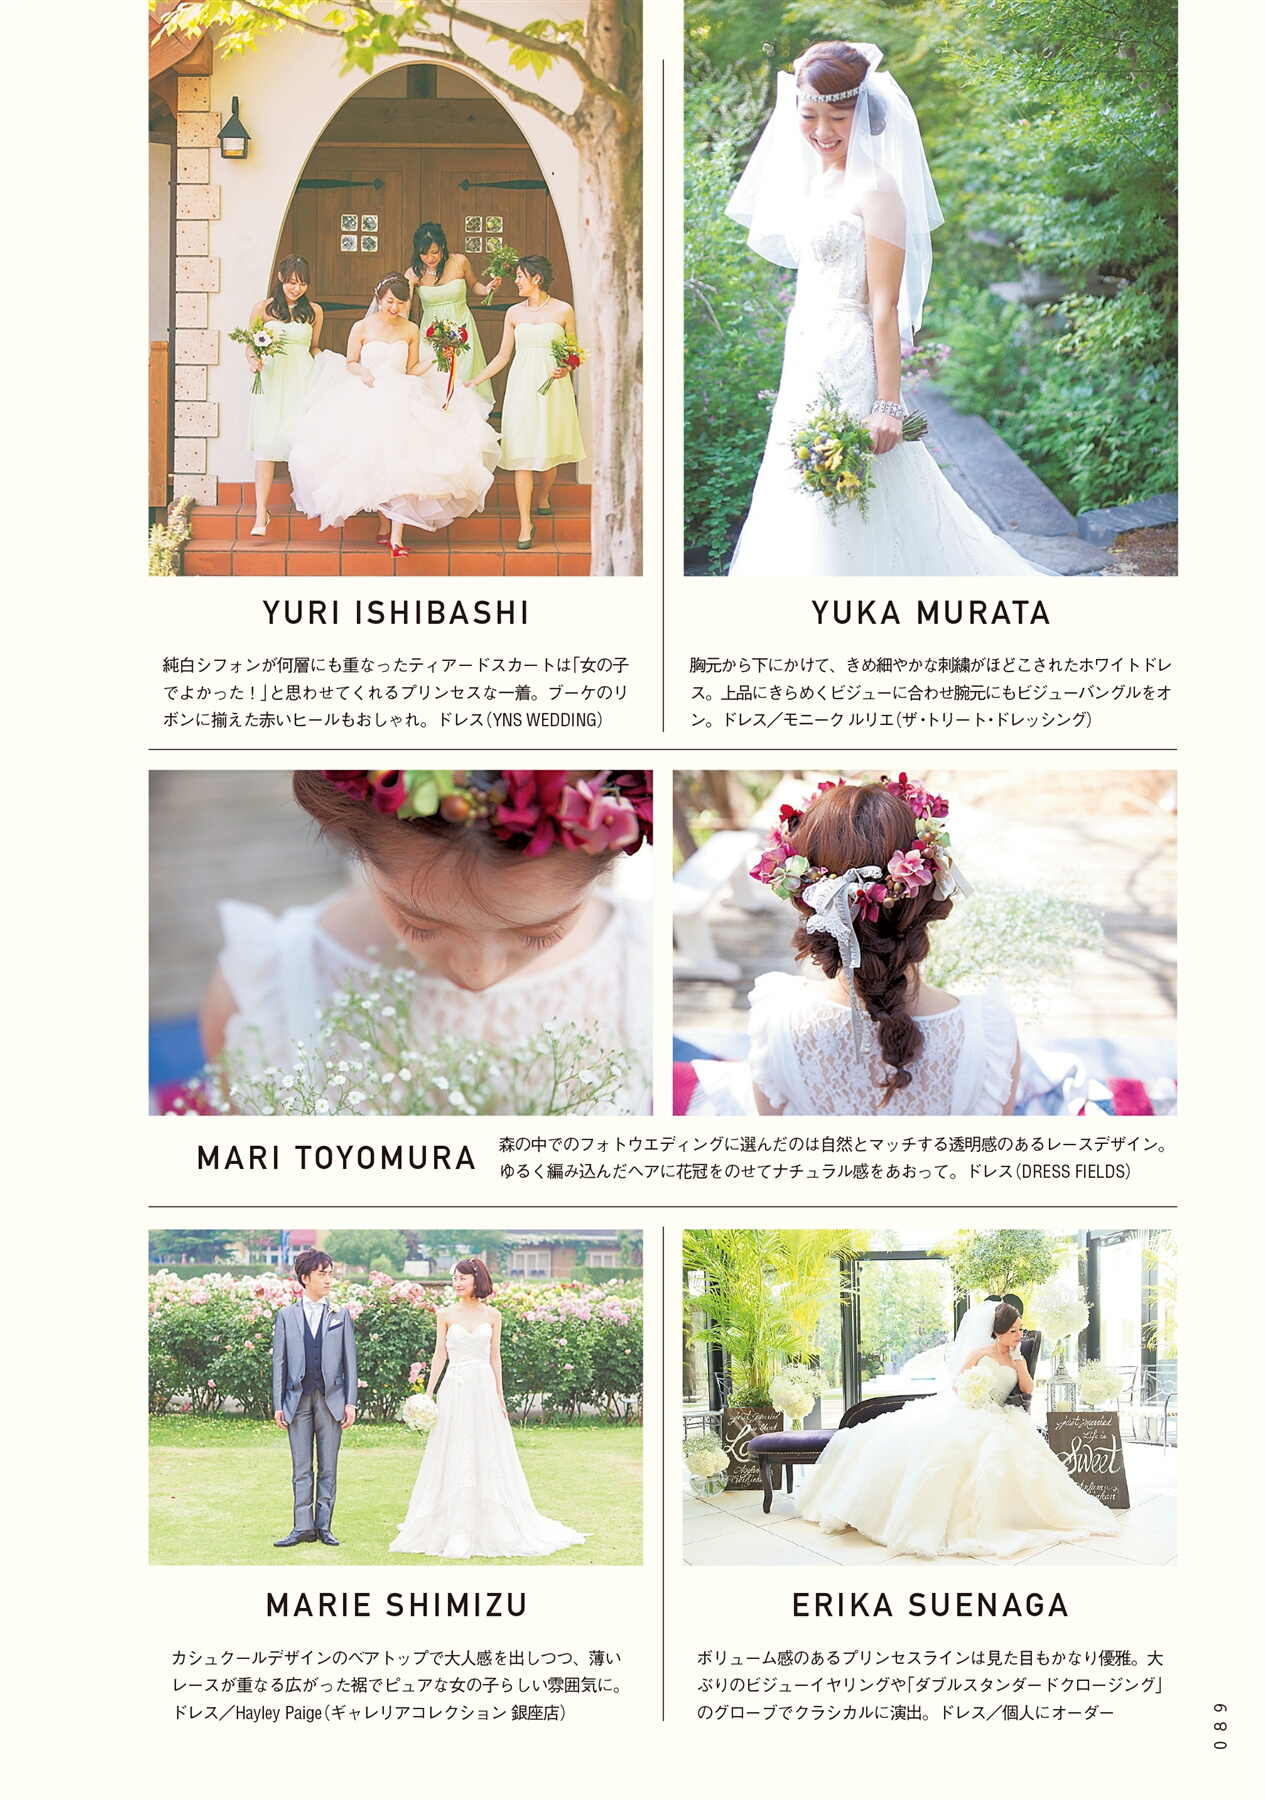 YURI ISHIBASHI
純白シフォンが何層にも重なったティアードスカートは「女の子
でよかった！」と思わせてくれるプリンセスな一着。ブーケのリ
ボンに揃えた赤いヒールもおしゃれ。ドレス（YNS WEDDING）
YUKA MURATA
胸元から下にかけて、きめ細やかな刺繍がほどこされたホワイトドレ
ス。上品にきらめくビジューに合わせ腕元にもビジューバングルをオ
ン。ドレス／モニーク ルリエ（ザ・トリート・ドレッシング）
MARI TOYOMURA
森の中でのフォトウエディングに選んだのは自然とマッチする透明感のあるレースデザイン。
ゆるく編み込んだヘアに花冠をのせてナチュラル感をあおって。ドレス（DRESS FIELDS）
Just Married
Just Married
Life is
Sweet
MARIE SHIMIZU
カシュクールデザインのベアトップで大人感を出しつつ、薄い
レースが重なる広がった裾でピュアな女の子らしい雰囲気に。
ドレス／Hayley Paige（ギャレリアコレクション 銀座店）
ERIKA SUENAGA
ボリューム感のあるプリンセスラインは見た目もかなり優雅。大
ぶりのビジューイヤリングや「ダブルスタンダードクロージング」
のグローブでクラシカルに演出。ドレス／個人にオーダー
089